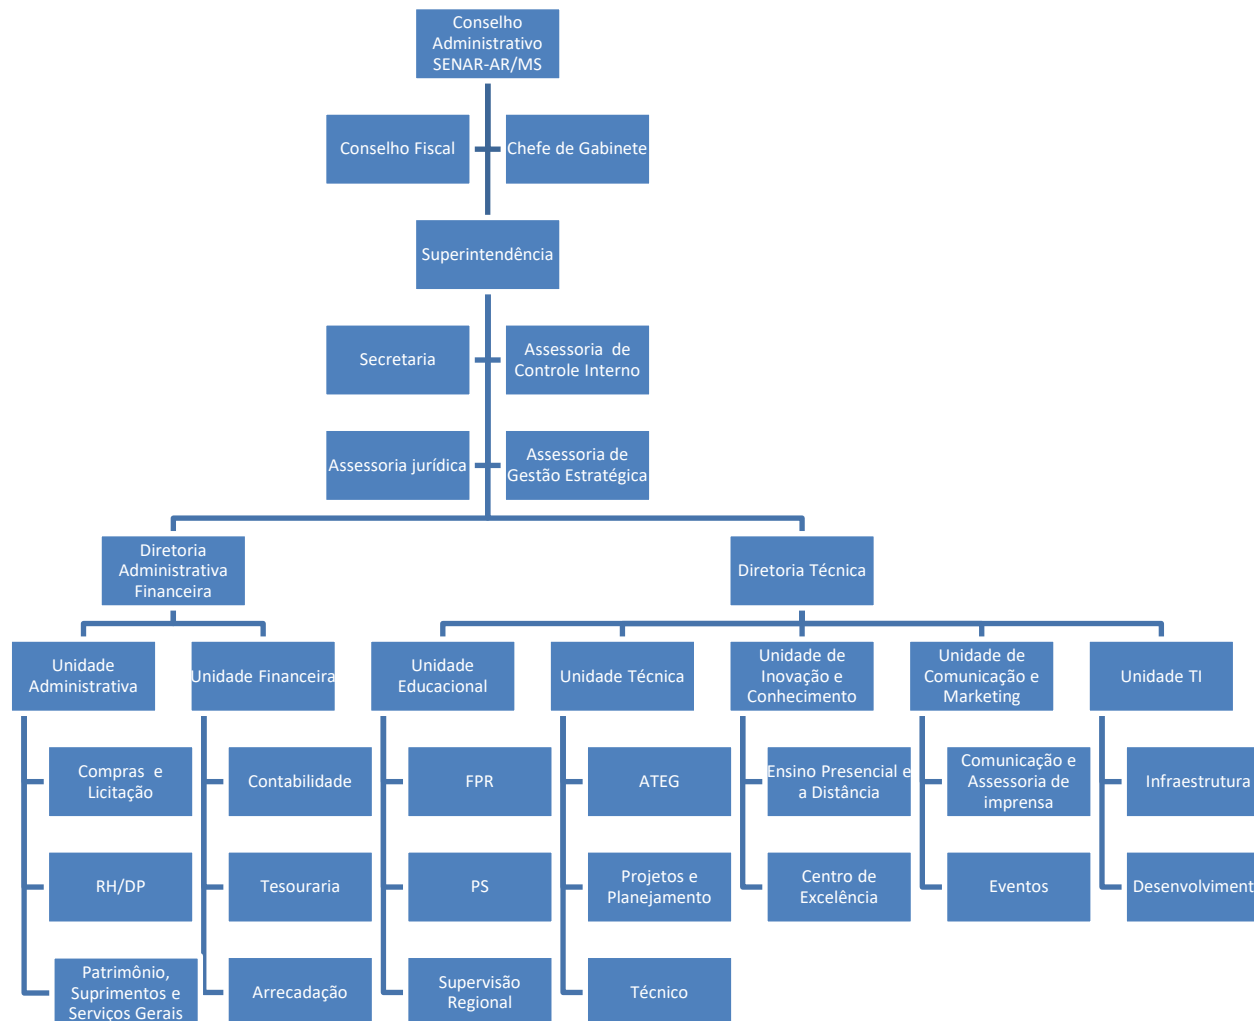 Conselho
Administrativo
SENAR-AR/MS
Conselho Fiscal
Chefe de Gabinete
Superintendência
Secretaria
Assessoria de
Controle Interno
Assessoria jurídica
Assessoria de
Gestão Estratégica
Diretoria
Administrativa
Financeira
Diretoria Técnica
Unidade
Administrativa
Unidade Financeira
Unidade
Educacional
Unidade Técnica
Unidade de
Inovação e
Conhecimento
Unidade de
Comunicação e
Marketing
Unidade TI
Compras e
Licitação
Contabilidade
FPR
ATEG
Ensino Presencial e
a Distância
Comunicação e
Assessoria de
imprensa
Infraestrutura
RH/DP
Tesouraria
PS
Projetos e
Planejamento
Centro de
Excelência
Eventos
Desenvolviment
Patrimônio,
Suprimentos e
Serviços Gerais
Arrecadação
Supervisão
Regional
Técnico